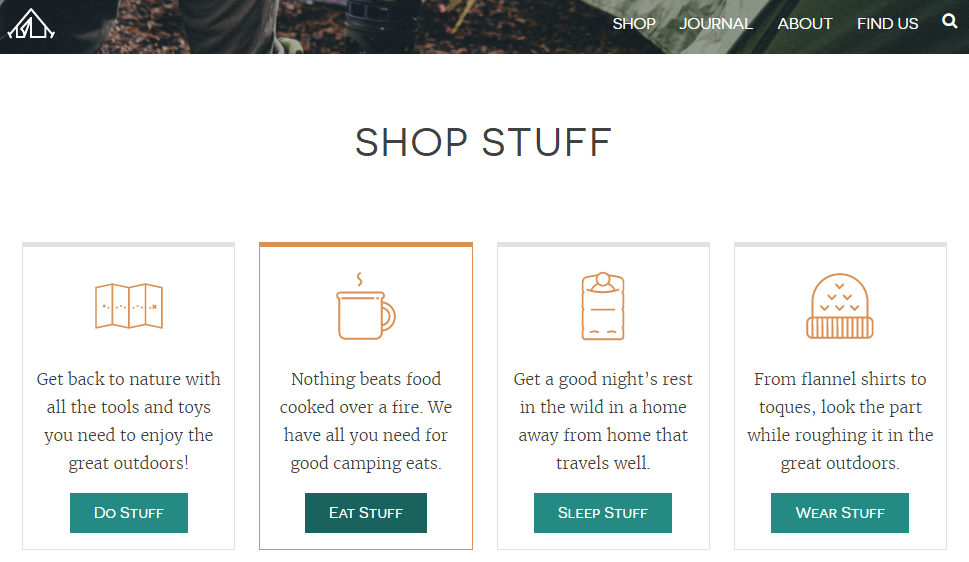 SHOP JOURNAL ABOUT FIND US
SHOP STUFF
Get back to nature with
all the tools and toys
you need to enjoy the
great outdoors!
Do Stuff
Nothing beats food
cooked over a fire. We
have all you need for
good camping eats.
Eat Stuff
Get a good night’s rest
in the wild in a home
away from home that
travels well.
Sleep Stuff
From flannel shirts to
toques, look the part
while roughing it in the
great outdoors.
Wear Stuff